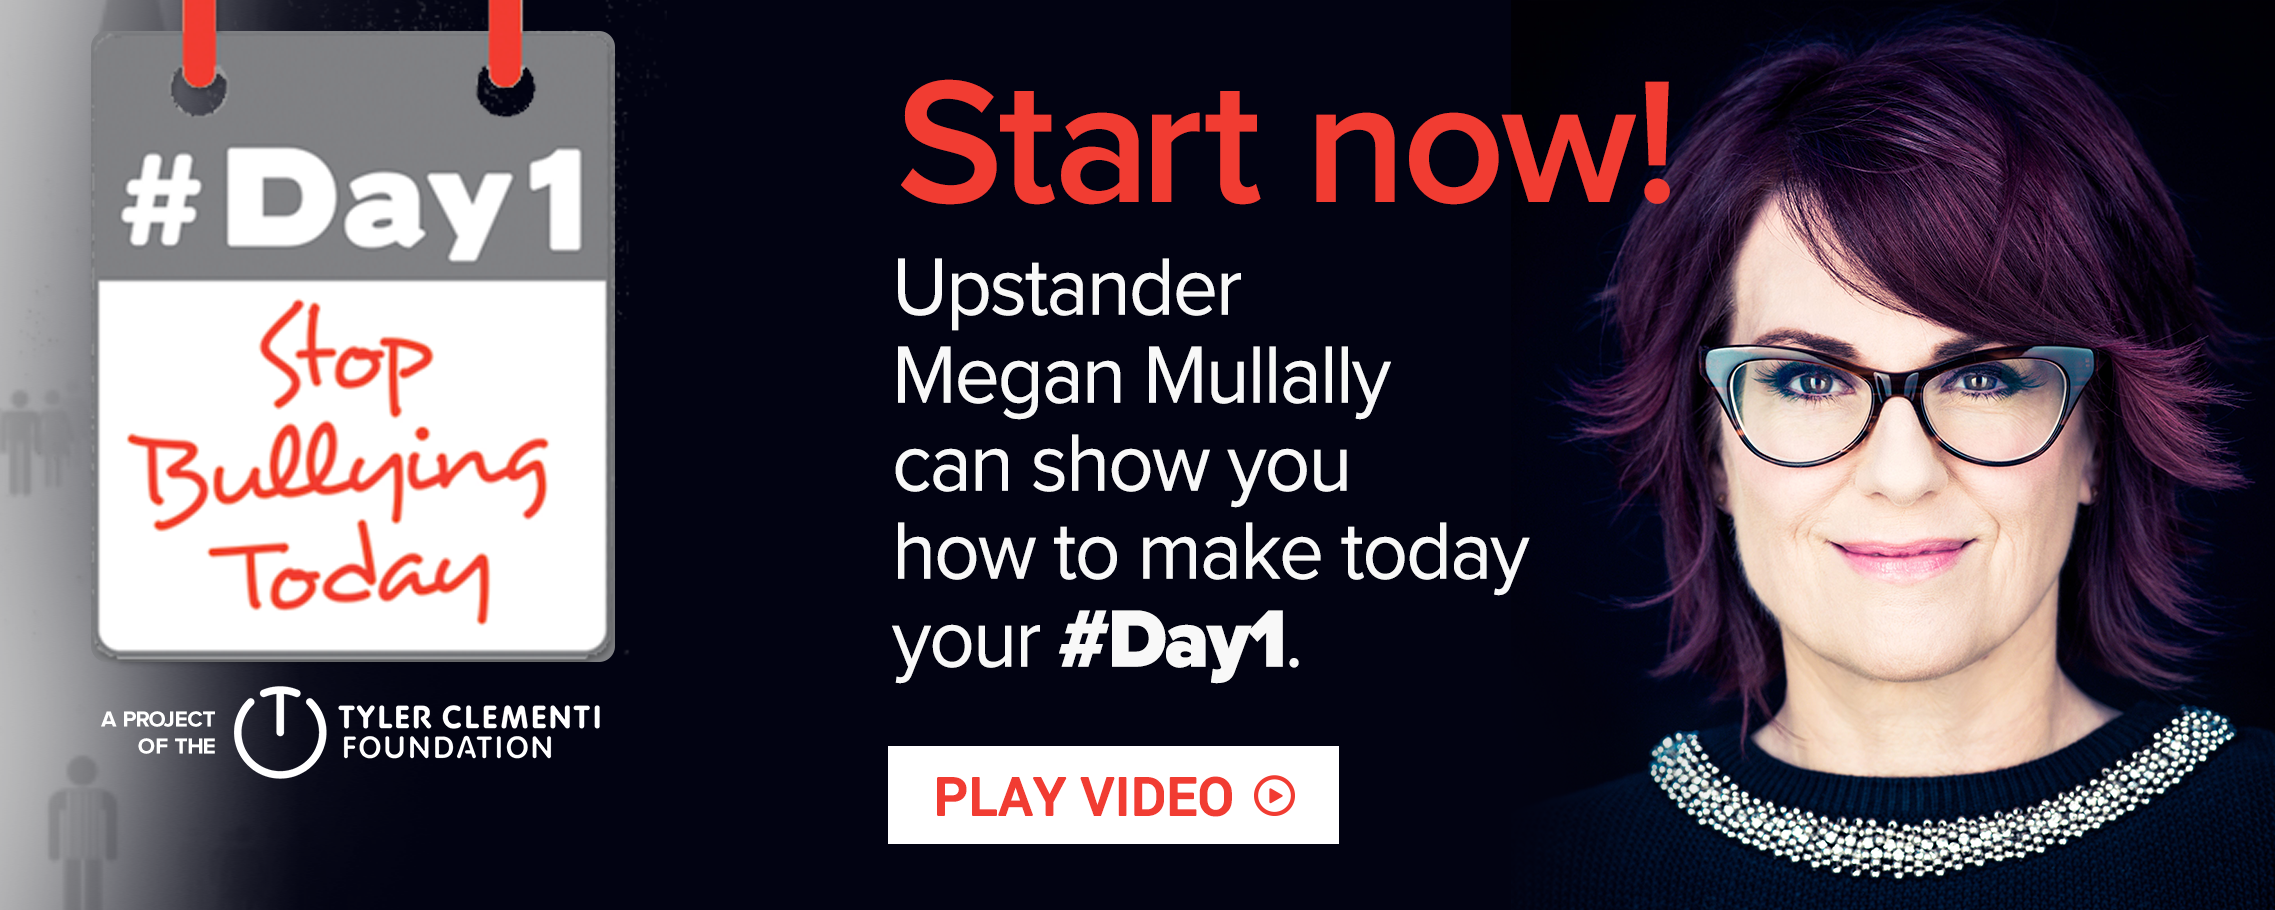 #Day1
Stop
Bullying
Today
A PROJECT
OF THE
TYLER CLEMENTI
FOUNDATION
Start now!
Upstander
Megan Mullally
can show you
how to make today
your #Day1.
PLAY VIDEO